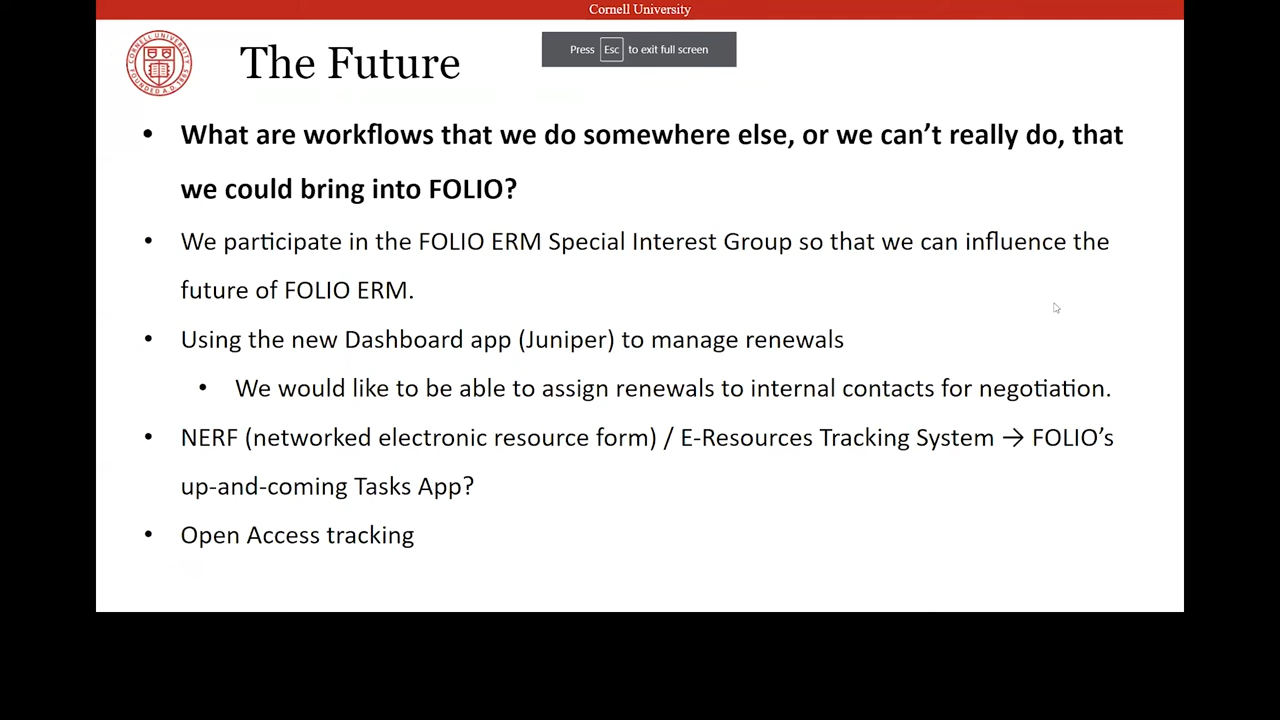 Cornell University
The Future
Press Esc to exit full screen
• What are workflows that we do somewhere else, or we can’t really do, that
we could bring into FOLIO?
• We participate in the FOLIO ERM Special Interest Group so that we can influence the
future of FOLIO ERM.
• Using the new Dashboard app (Juniper) to manage renewals
• We would like to be able to assign renewals to internal contacts for negotiation.
• NERF (networked electronic resource form) / E-Resources Tracking System → FOLIO’s
up-and-coming Tasks App?
• Open Access tracking